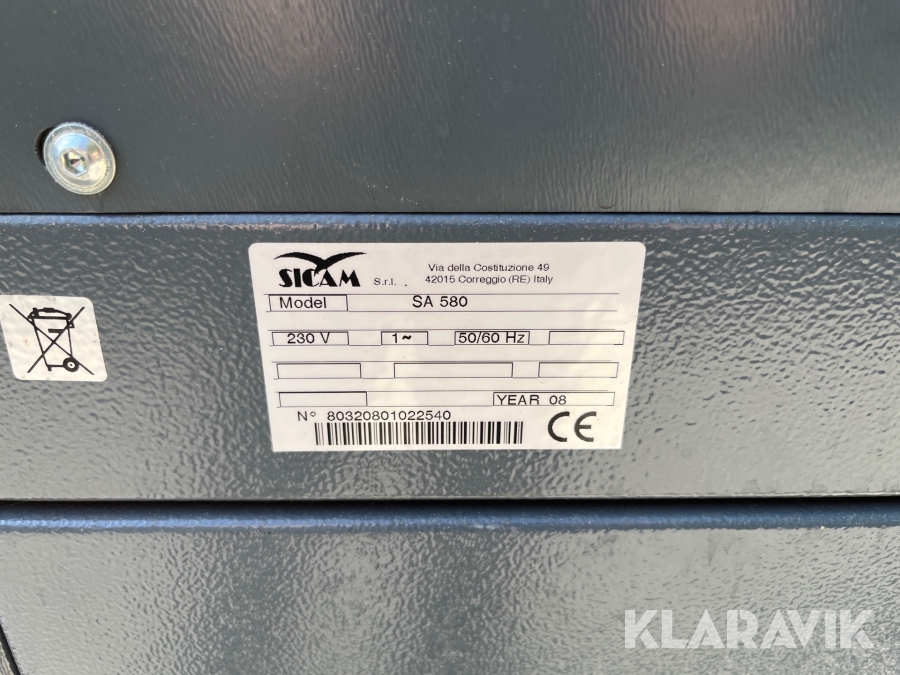 SICAM S.r.l.
Via della Costituzione 49
42015 Correggio (RE) Italy
Model SA 580
230 V 1~ 50/60 Hz
YEAR 08
N° 80320801022540
CE
KLARAVIK